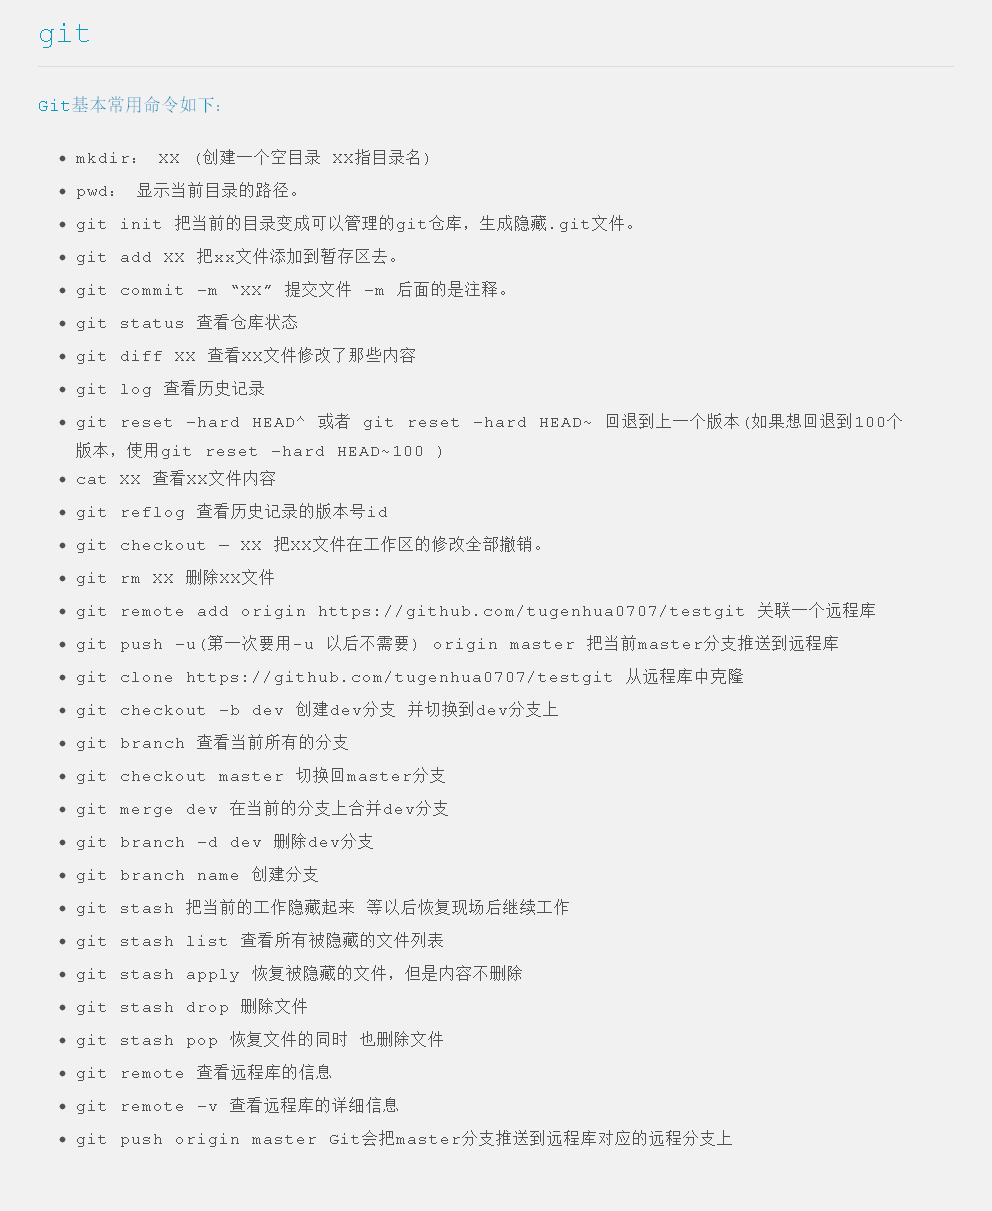 git
Git基本常用命令如下:
• mkdir： XX (创建一个空目录 XX指目录名)
• pwd： 显示当前目录的路径。
• git init 把当前的目录变成可以管理的git仓库，生成隐藏.git文件。
• git add XX 把xx文件添加到暂存区去。
• git commit –m “XX” 提交文件 –m 后面的是注释。
• git status 查看仓库状态
• git diff XX 查看XX文件修改了那些内容
• git log 查看历史记录
• git reset –hard HEAD^ 或者 git reset –hard HEAD~ 回退到上一个版本(如果想回退到100个
版本，使用git reset –hard HEAD~100 )
• cat XX 查看XX文件内容
• git reflog 查看历史记录的版本号id
• git checkout — XX 把XX文件在工作区的修改全部撤销。
• git rm XX 删除XX文件
• git remote add origin https://github.com/tugenhua0707/testgit 关联一个远程库
• git push –u(第一次要用-u 以后不需要) origin master 把当前master分支推送到远程库
• git clone https://github.com/tugenhua0707/testgit 从远程库中克隆
• git checkout –b dev 创建dev分支 并切换到dev分支上
• git branch 查看当前所有的分支
• git checkout master 切换回master分支
• git merge dev 在当前的分支上合并dev分支
• git branch –d dev 删除dev分支
• git branch name 创建分支
• git stash 把当前的工作隐藏起来 等以后恢复现场后继续工作
• git stash list 查看所有被隐藏的文件列表
• git stash apply 恢复被隐藏的文件，但是内容不删除
• git stash drop 删除文件
• git stash pop 恢复文件的同时 也删除文件
• git remote 查看远程库的信息
• git remote –v 查看远程库的详细信息
• git push origin master Git会把master分支推送到远程库对应的远程分支上